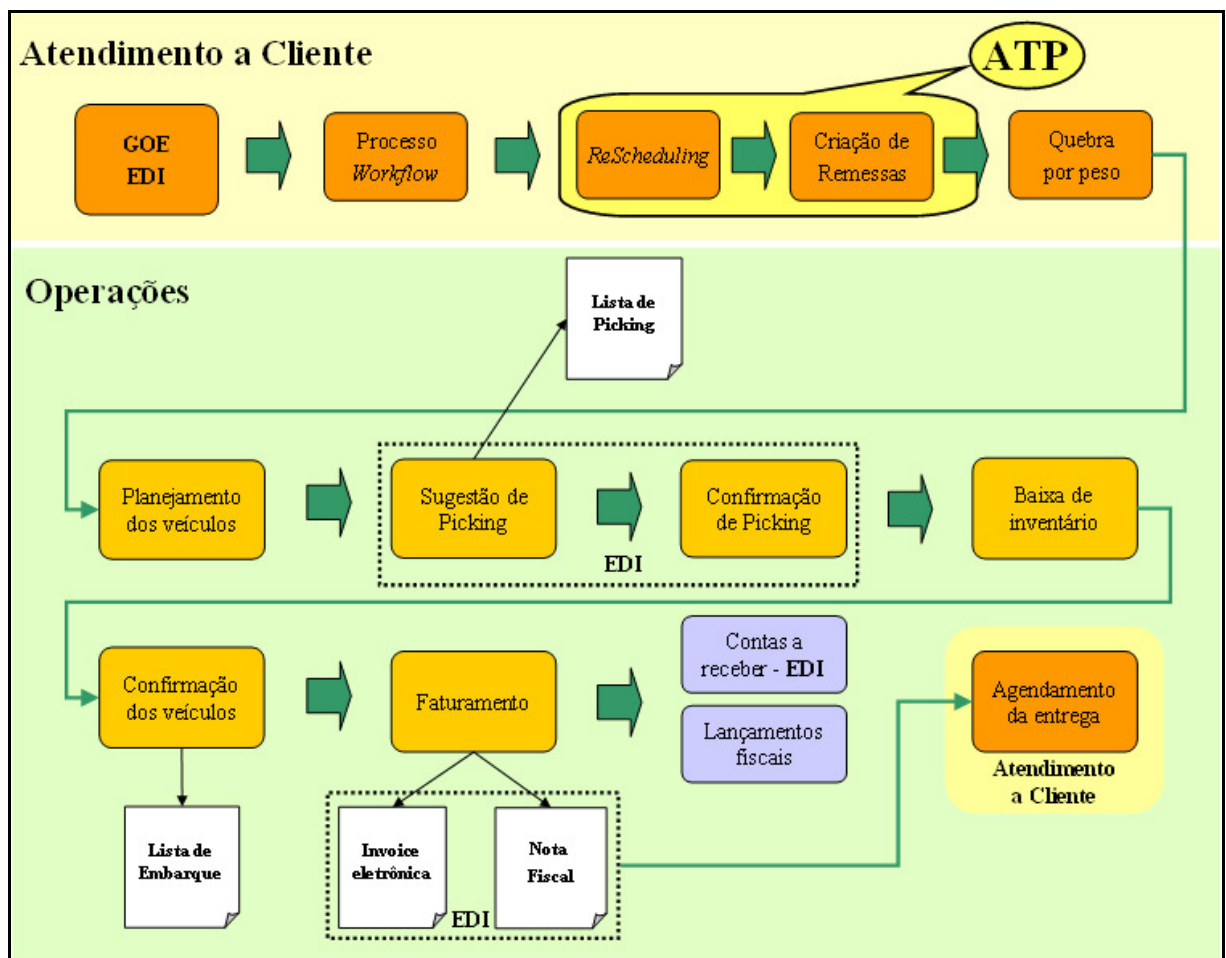 Atendimento a Cliente
ATP
GOE
EDI
Processo
Workflow
ReScheduling
Criação de
Remessas
Quebra
por peso
Operações
Lista de
Picking
Planejamento
dos veículos
Sugestão de
Picking
Confirmação
de Picking
EDI
Baixa de
inventário
Confirmação
dos veículos
Faturamento
Contas a
receber - EDI
Lançamentos
fiscais
Agendamento
da entrega
Atendimento
a Cliente
Lista de
Embarque
Invoice
eletrônica
Nota
Fiscal
EDI